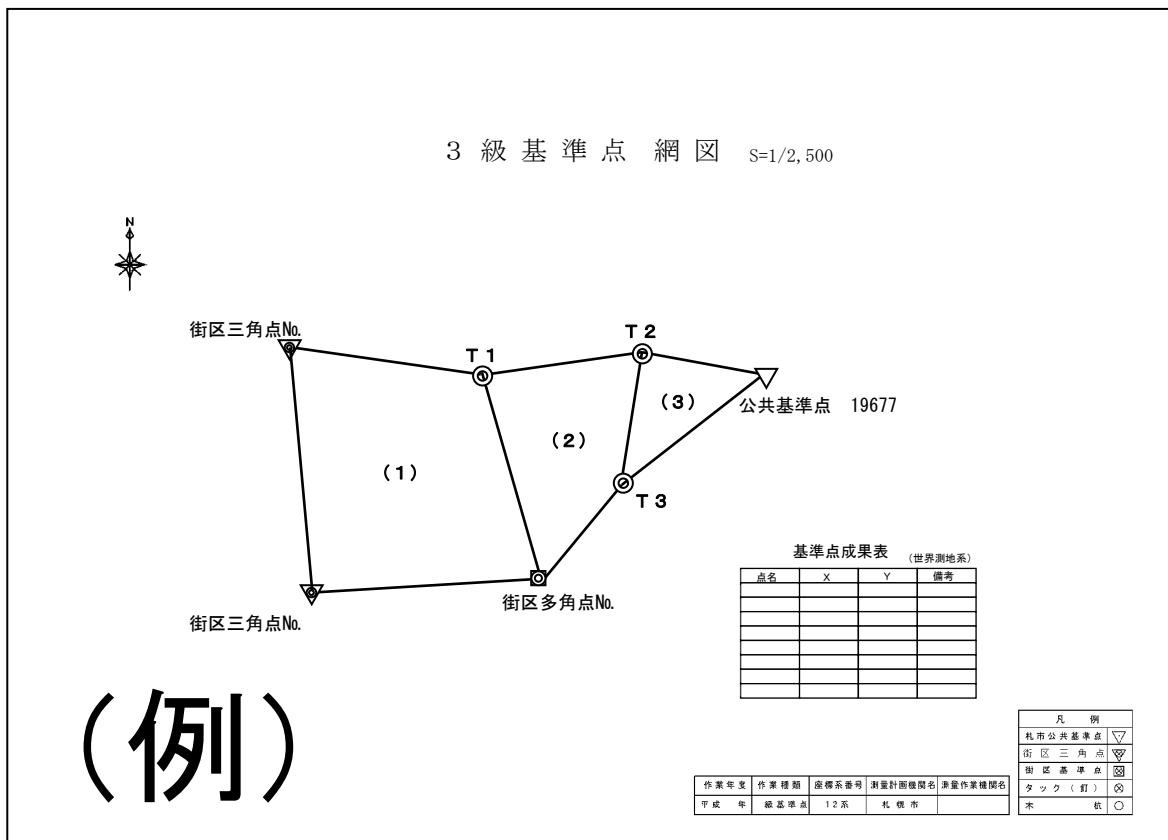 3 級 基 準 点 網 図 S=1/2,500
N
街区三角点No.
T1
T2
(3)
公共基準点 19677
(2)
(1)
T3
街区三角点No.
街区多角点No.
基準点成果表 (世界測地系)
点名 X Y 備考
(例)
凡 例
札市公共基準点
街区三角点
街区基準点
タック(釘)
木 杭
作業年度 作業種類 座標系番号 測量計画機関名 測量作業機関名
平成 年 級基準点 12系 札幌市